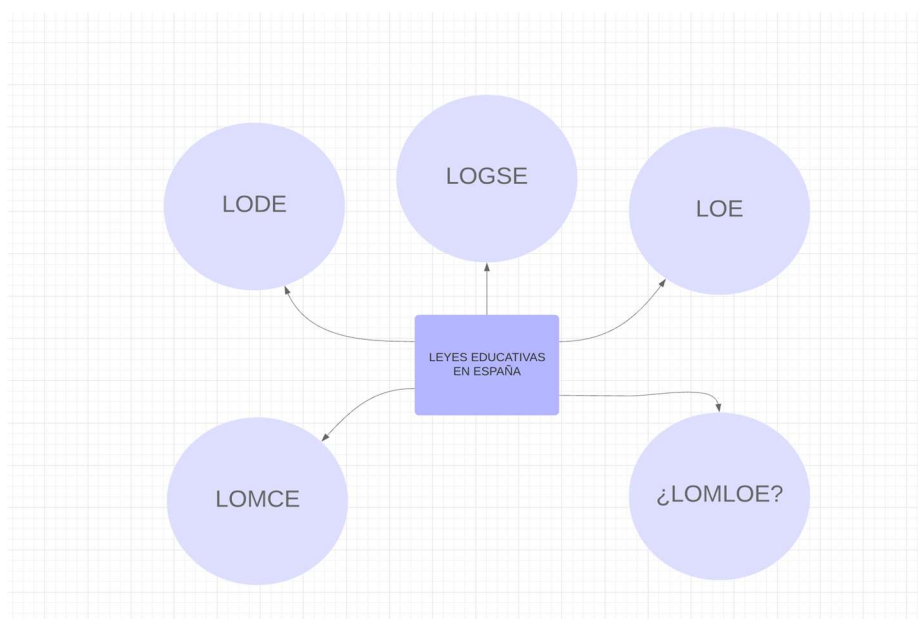 LODE
LOGSE
LOE
LEYES EDUCATIVAS
EN ESPAÑA
LOMCE
¿LOMLOE?